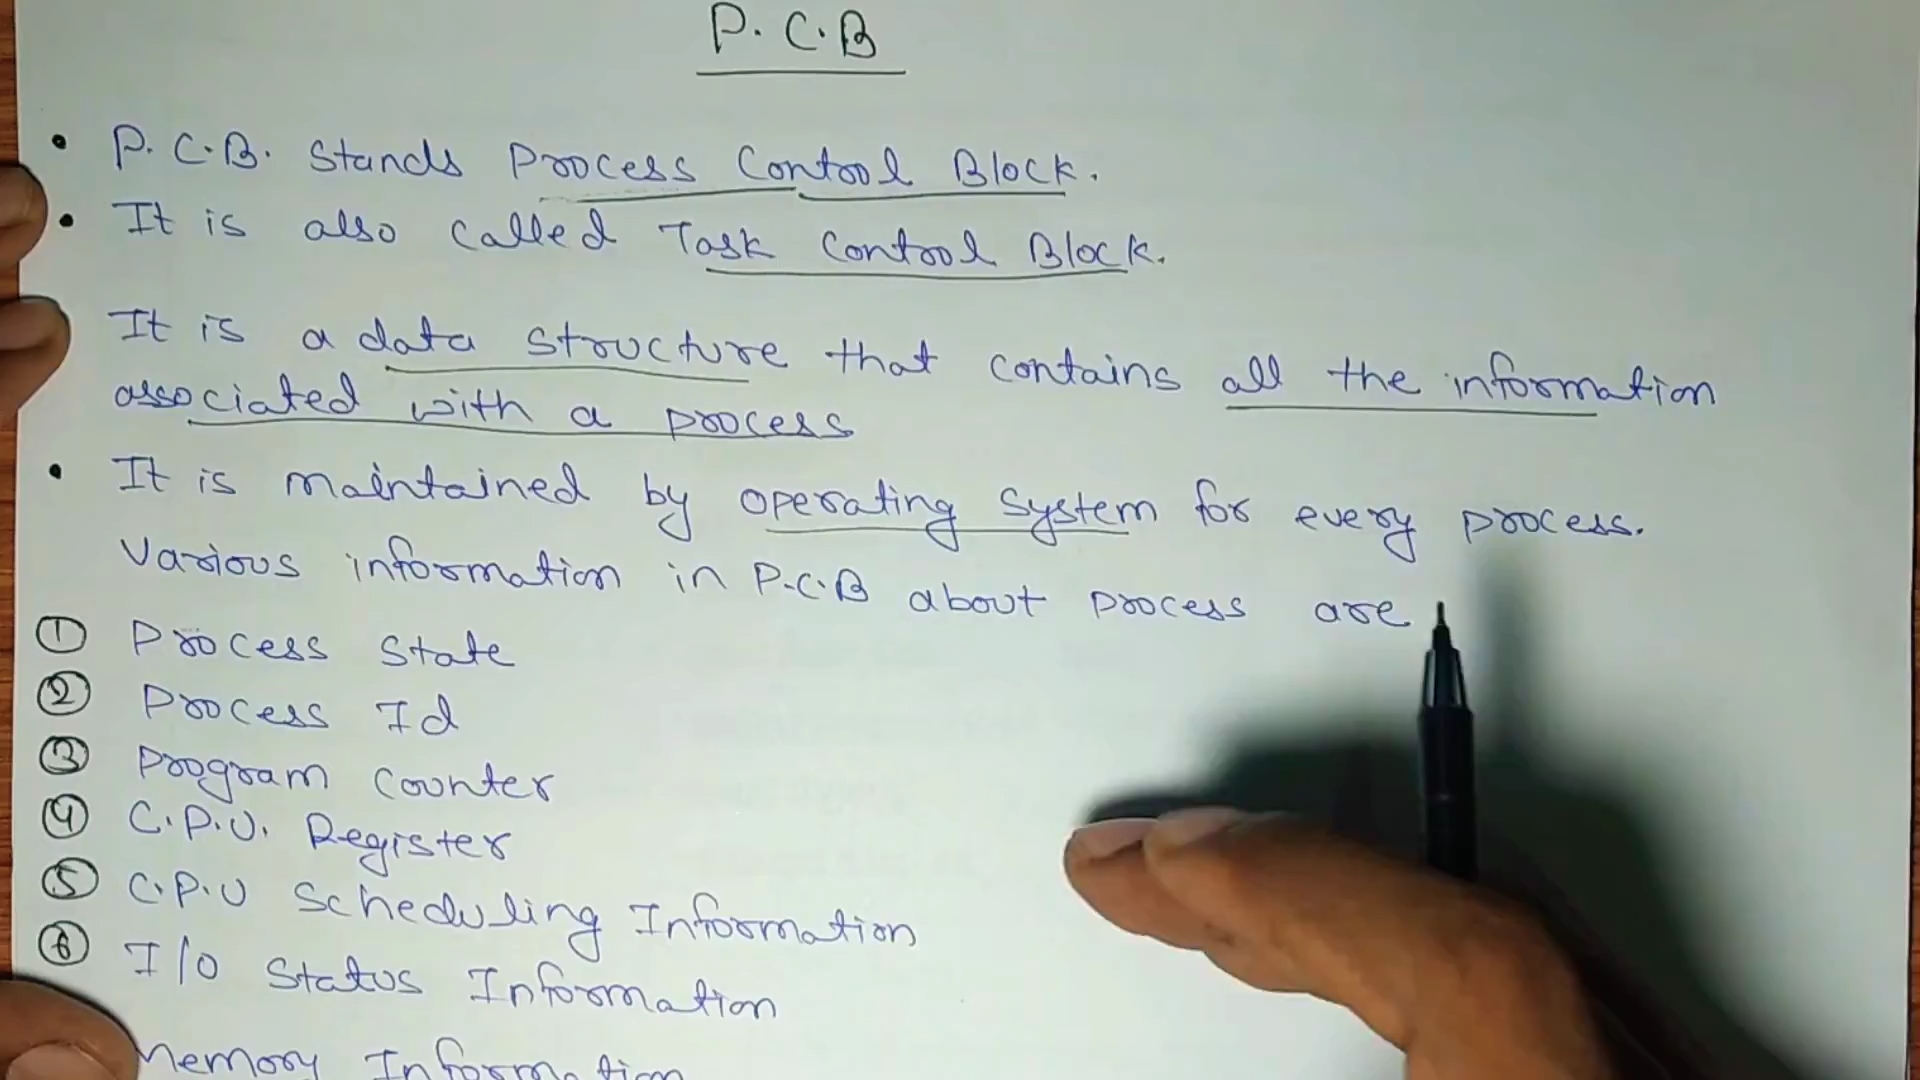 P.C.B
• P.C.B. Stands Process Control Block.
• It is also called Task Control Block.
It is a data structure that contains all the information
associated with a process
• It is maintained by operating system for every process.
Various information in P.C.B about process are
① Process State
② Process Id
③ Program Counter
④ C.P.U. Register
⑤ C.P.U Scheduling Information
⑥ I/O Status Information
Memory Information